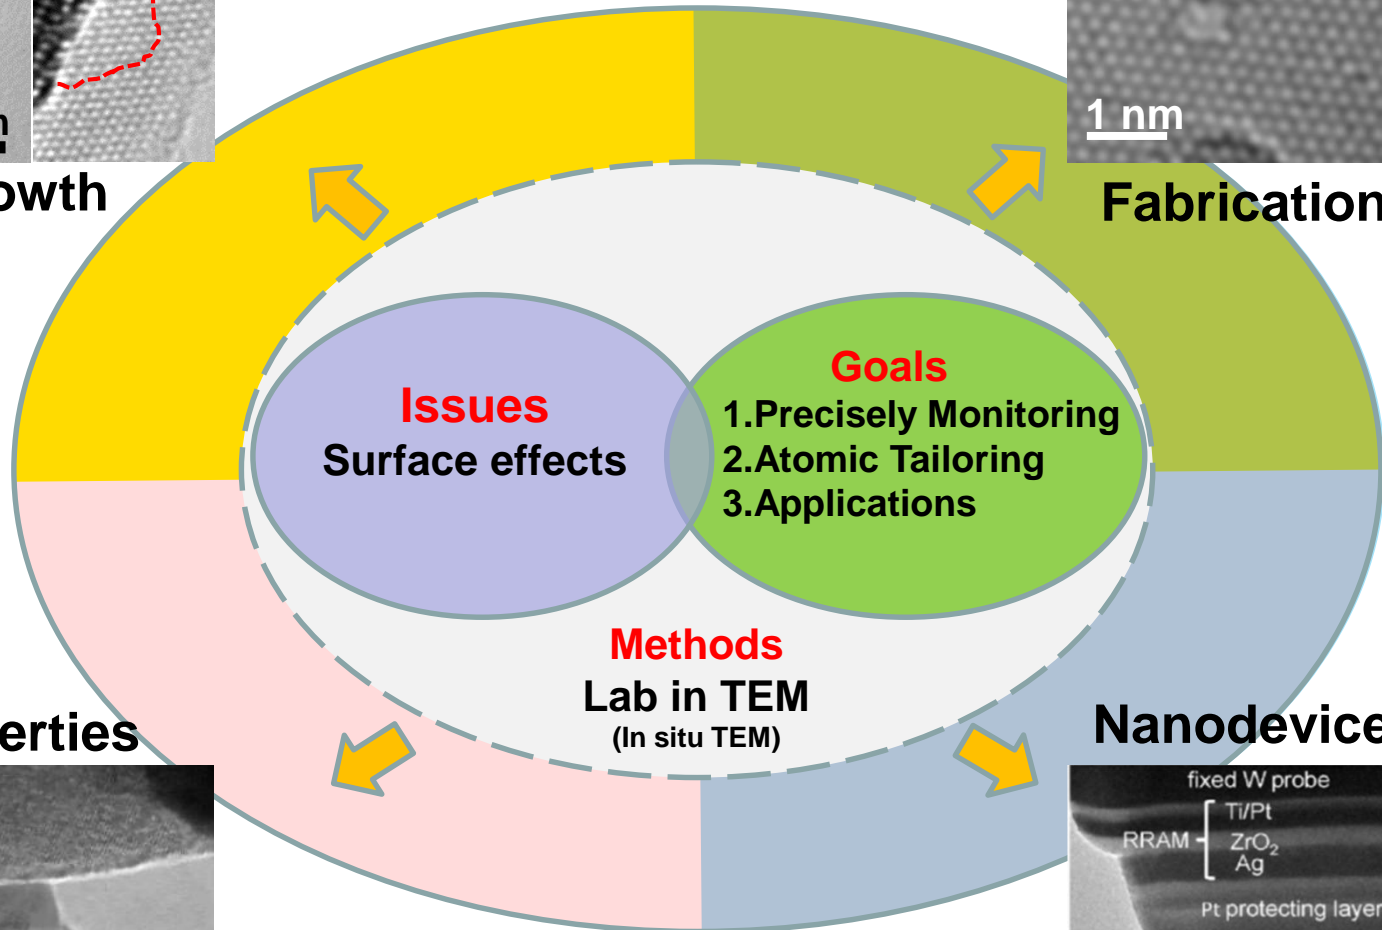 1 nm
owth
Fabrication
Issues
Surface effects
Goals
1.Precisely Monitoring
2.Atomic Tailoring
3.Applications
Methods
Lab in TEM
(In situ TEM)
erties
Nanodevice
fixed W probe
Ti/Pt
RRAM
ZrO₂
Ag
Pt protecting layer